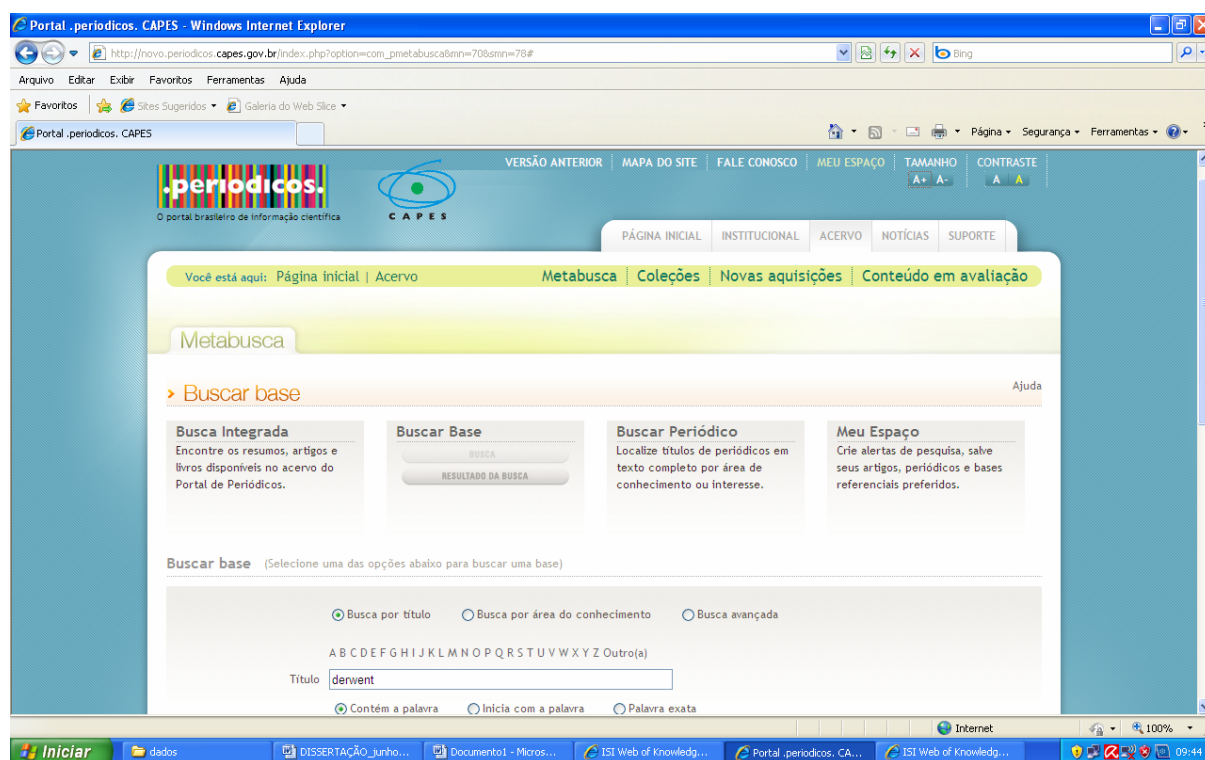 Portal .periodicos. CAPES - Windows Internet Explorer
http://novo.periodicos.capes.gov.br/index.php?option=com_pmetabusca&mn=70&smn=78#
Bing
Arquivo Editar Exibir Favoritos Ferramentas Ajuda
Favoritos Sites Sugeridos Galeria do Web Slice
Portal .periodicos. CAPES
Página Segurança Ferramentas
VERSÃO ANTERIOR MAPA DO SITE FALE CONOSCO MEU ESPAÇO TAMANHO CONTRASTE
A+ A- A A
.periodicos.
O portal brasileiro de informação científica
CAPES
PÁGINA INICIAL INSTITUCIONAL ACERVO NOTÍCIAS SUPORTE
Você está aqui: Página inicial | Acervo
Metabusca Coleções Novas aquisições Conteúdo em avaliação
Metabusca
Buscar base
Ajuda
Busca Integrada
Encontre os resumos, artigos e
livros disponíveis no acervo do
Portal de Periódicos.
Buscar Base
BUSCA
RESULTADO DA BUSCA
Buscar Periódico
Localize títulos de periódicos em
texto completo por área de
conhecimento ou interesse.
Meu Espaço
Crie alertas de pesquisa, salve
seus artigos, periódicos e bases
referenciais preferidos.
Buscar base (Selecione uma das opções abaixo para buscar uma base)
Busca por título Busca por área do conhecimento Busca avançada
A B C D E F G H I J K L M N O P Q R S T U V W X Y Z Outro(a)
Título derwent
Contém a palavra Inicia com a palavra Palavra exata
Internet 100%
Iniciar dados DISSERTAÇÃO_junho... Documento1 - Micros... ISI Web of Knowledg... Portal .periodicos. CA... ISI Web of Knowledg... 09:44